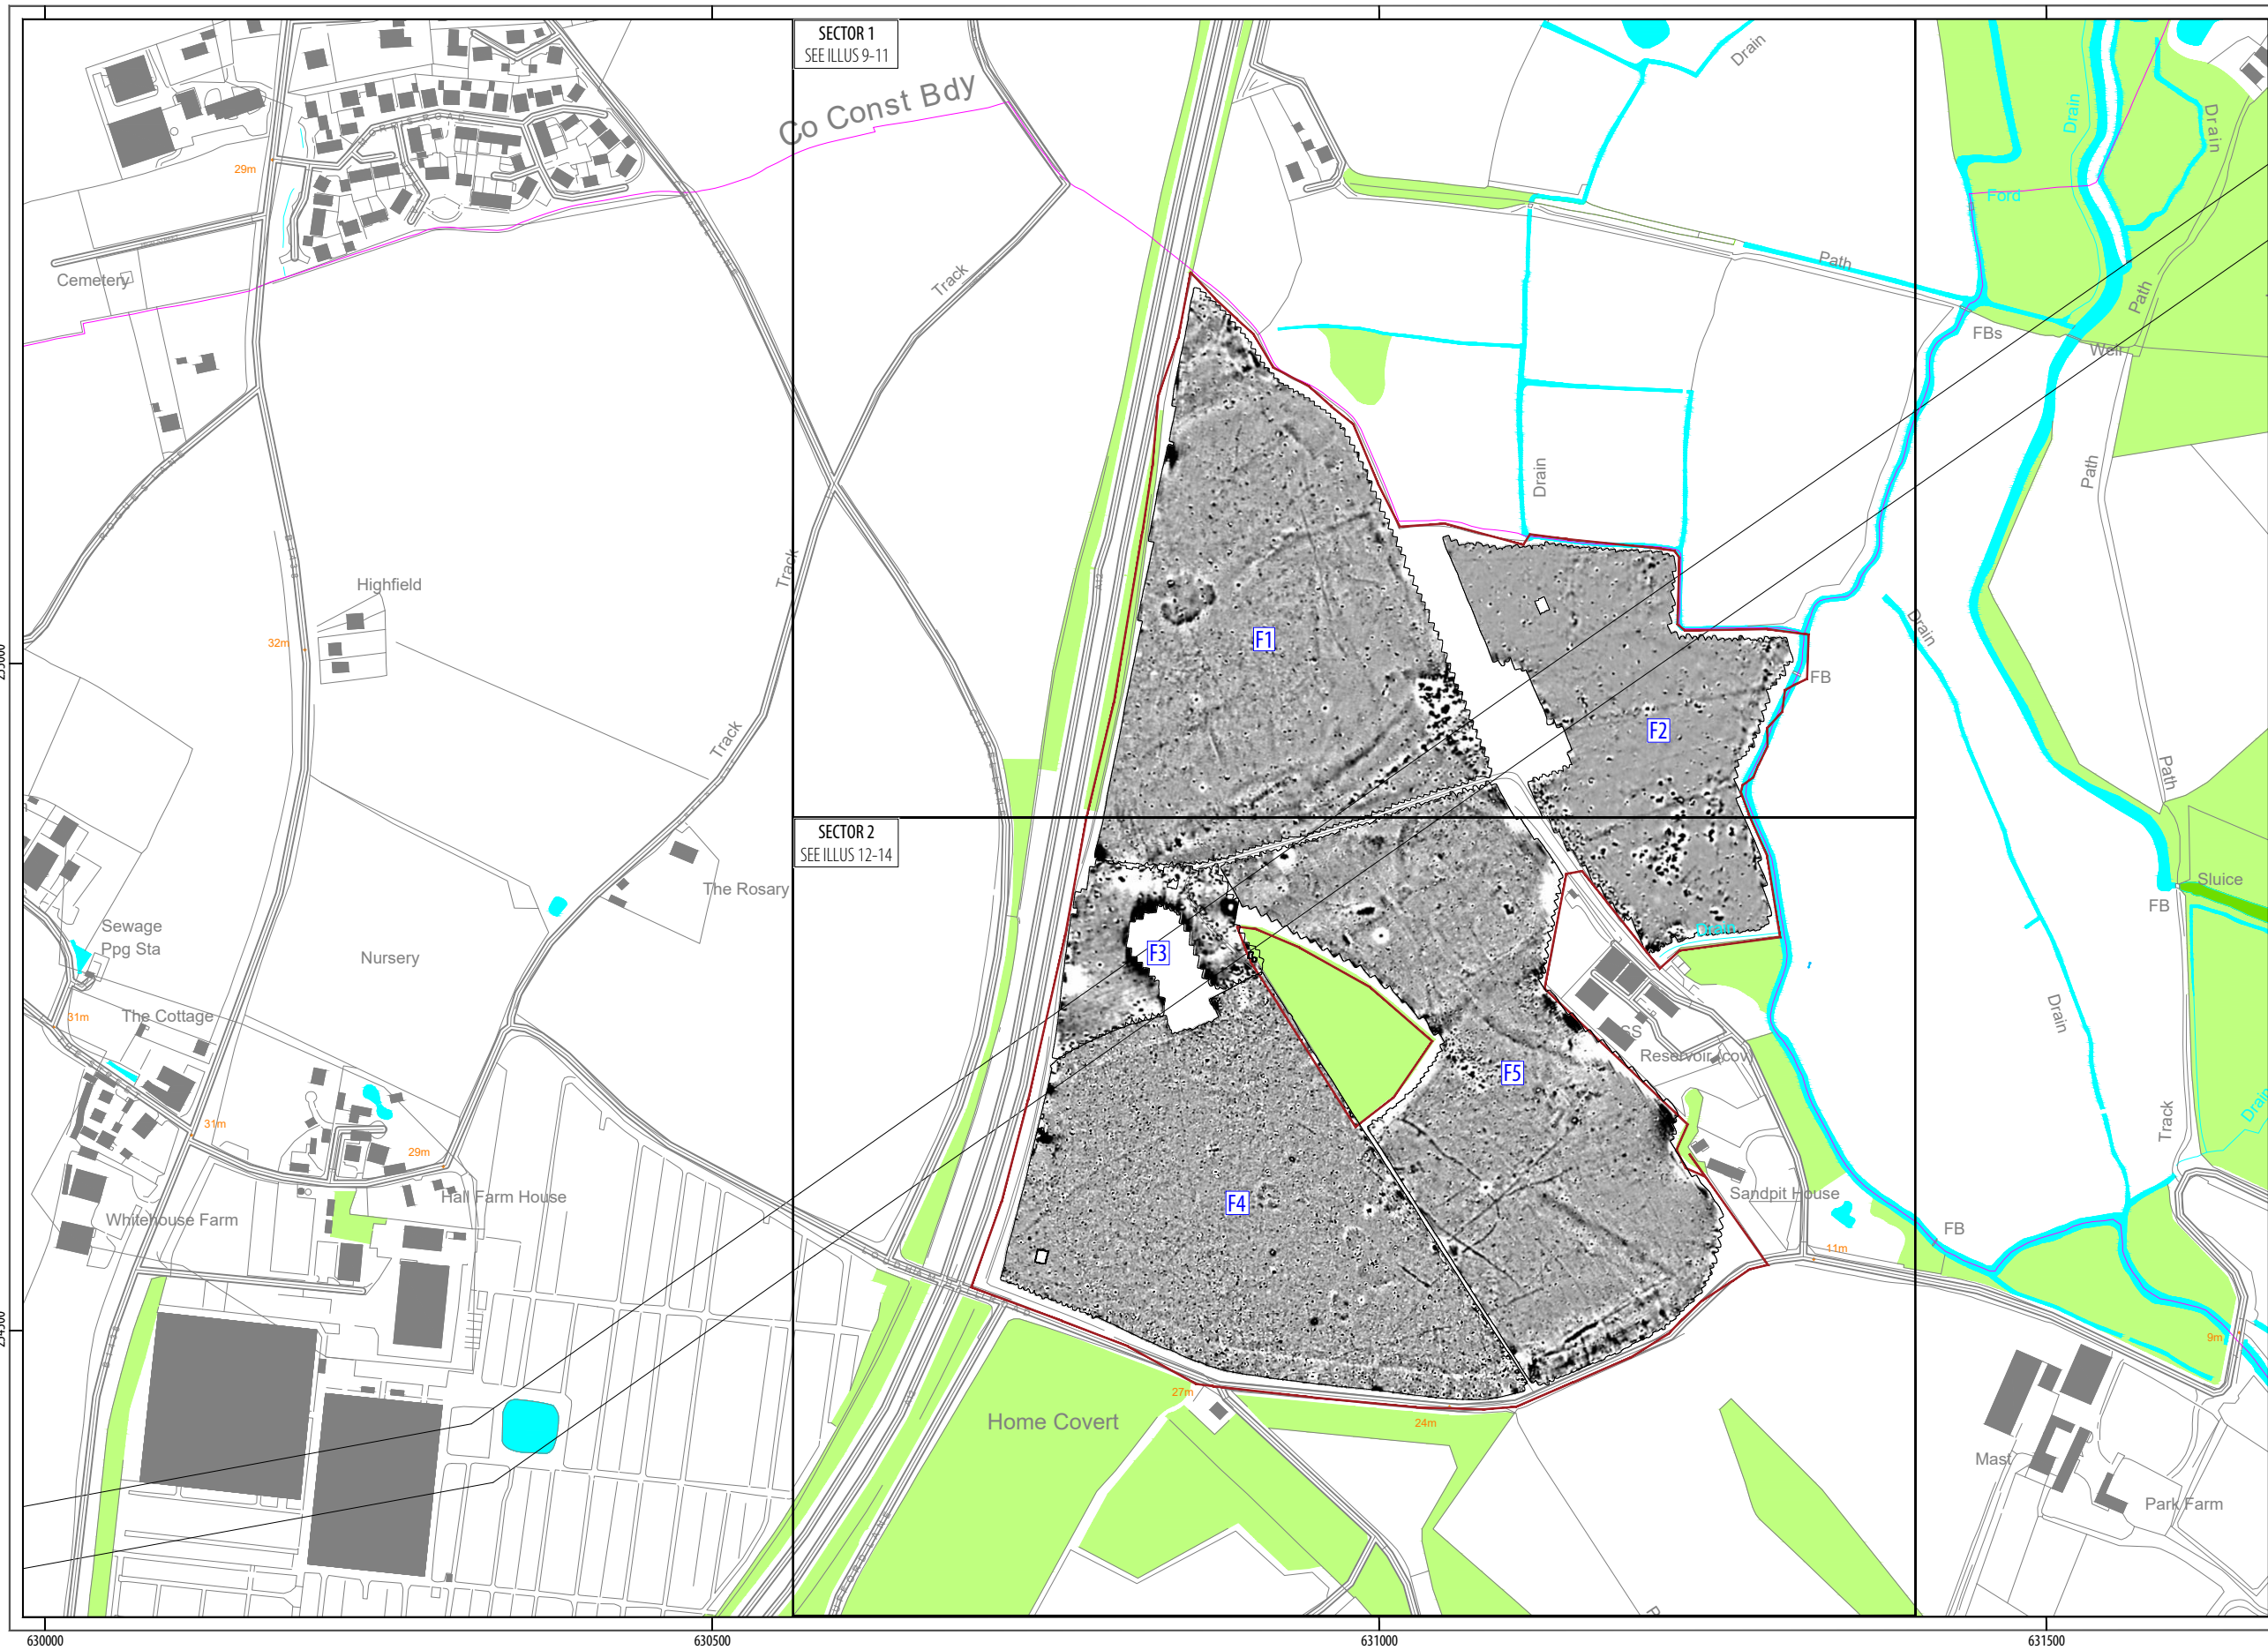 SECTOR 1
SEE ILLUS 9-11
Co Const Bdy
Drain
Drain
Drain
29m
Ford
Cemetery
Track
Path
Path
FBs
Weir
Path
Drain
Track
Highfield
32m
F1
Drain
FB
Track
F2
Path
SECTOR 2
SEE ILLUS 12-14
The Rosary
Sluice
FB
Sewage
Ppg Sta
Nursery
Drain
F3
The Cottage
31m
Drain
SS
Reservoir (cov)
F5
31m
29m
Track
Drain
Hall Farm House
Whitehouse Farm
F4
Sandpit House
FB
11m
9m
27m
24m
Home Covert
Mast
Park Farm
630000
630500
631000
631500